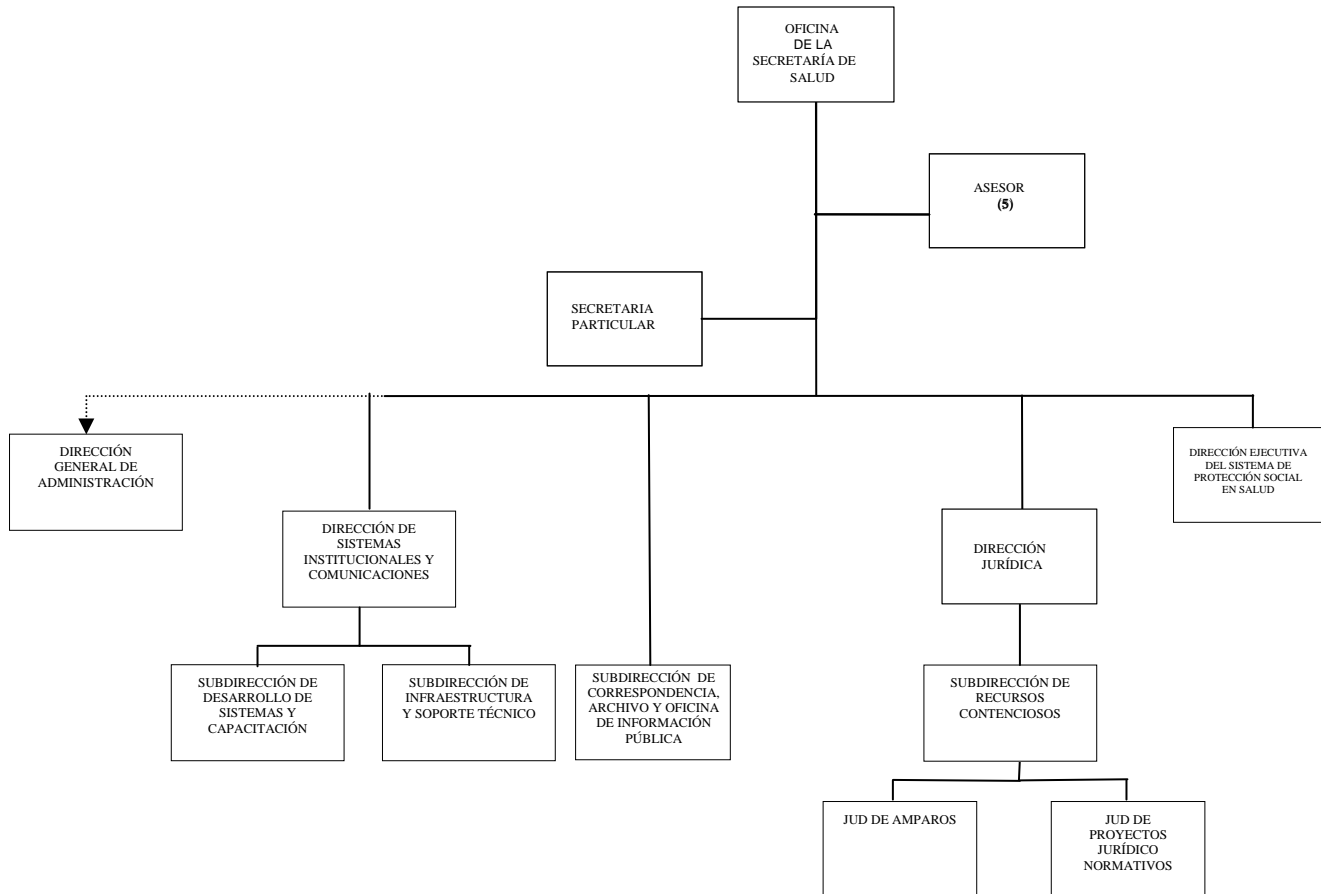 OFICINA
DE LA
SECRETARÍA DE
SALUD
ASESOR
(5)
SECRETARIA
PARTICULAR
DIRECCIÓN
GENERAL DE
ADMINISTRACIÓN
DIRECCIÓN EJECUTIVA
DEL SISTEMA DE
PROTECCIÓN SOCIAL
EN SALUD
DIRECCIÓN DE
SISTEMAS
INSTITUCIONALES Y
COMUNICACIONES
DIRECCIÓN
JURÍDICA
SUBDIRECCIÓN DE
DESARROLLO DE
SISTEMAS Y
CAPACITACIÓN
SUBDIRECCIÓN DE
INFRAESTRUCTURA
Y SOPORTE TÉCNICO
SUBDIRECCIÓN DE
CORRESPONDENCIA,
ARCHIVO Y OFICINA
DE INFORMACIÓN
PÚBLICA
SUBDIRECCIÓN DE
RECURSOS
CONTENCIOSOS
JUD DE AMPAROS
JUD DE
PROYECTOS
JURÍDICO
NORMATIVOS